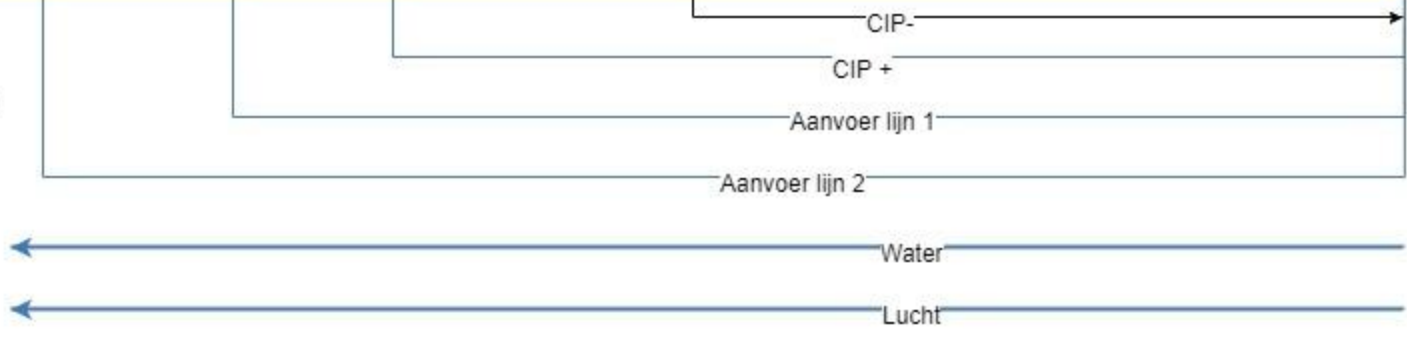 CIP-
CIP +
Aanvoer lijn 1
Aanvoer lijn 2
Water
Lucht